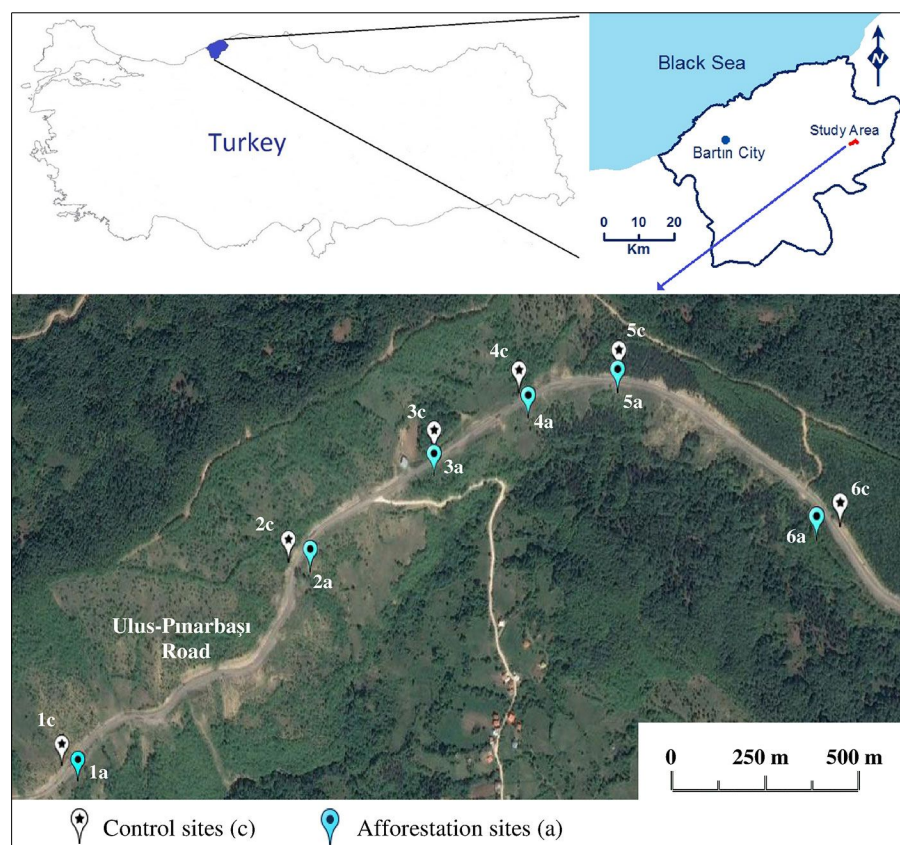 Turkey
Black Sea
N
Study Area
Bartın City
0 10 20
Km
5c
4c
5a
4a
3c
3a
6c
2c
6a
2a
Ulus-Pınarbaşı
Road
1c
1a
0 250 m 500 m
Control sites (c)
Afforestation sites (a)